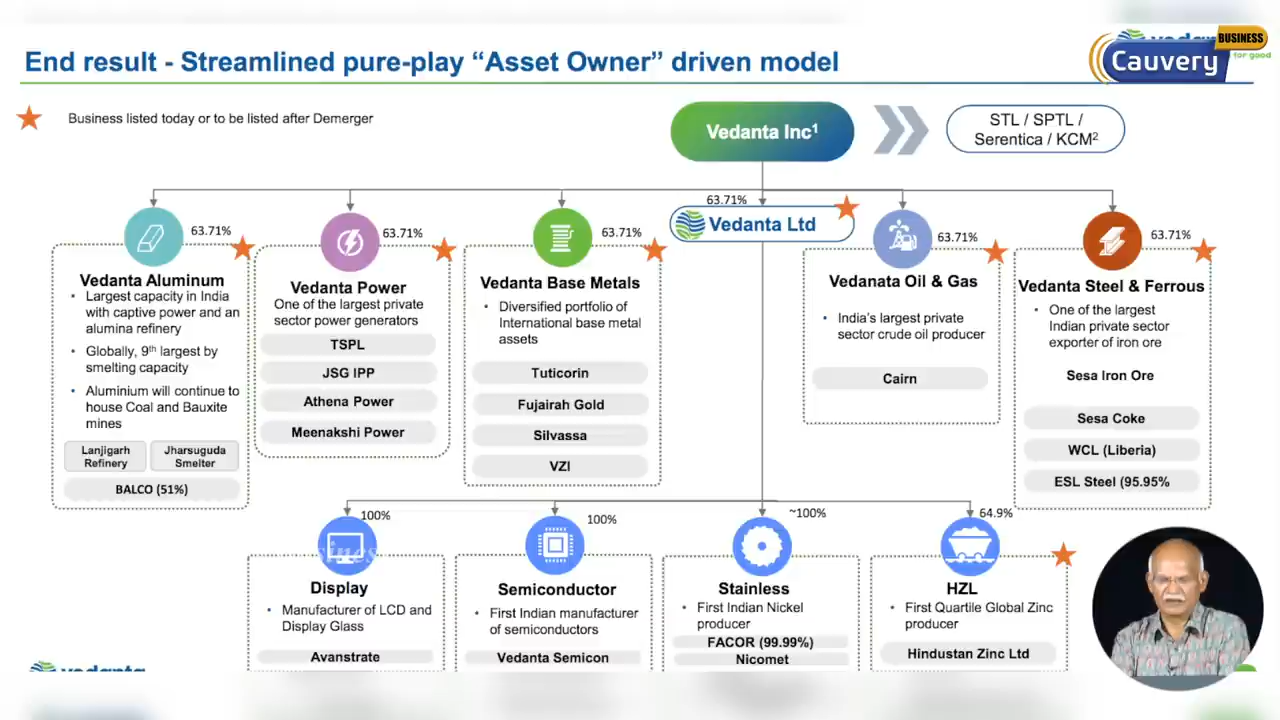 End result - Streamlined pure-play “Asset Owner” driven model
BUSINESS
Cauvery
for good
Business listed today or to be listed after Demerger
Vedanta Inc¹
STL / SPTL /
Serentica / KCM²
63.71%
Vedanta Aluminum
Largest capacity in India
with captive power and an
alumina refinery
Globally, 9th largest by
smelting capacity
Aluminium will continue to
house Coal and Bauxite
mines
Lanjigarh
Refinery
Jharsuguda
Smelter
BALCO (51%)
63.71%
Vedanta Power
One of the largest private
sector power generators
TSPL
JSG IPP
Athena Power
Meenakshi Power
63.71%
Vedanta Base Metals
Diversified portfolio of
International base metal
assets
Tuticorin
Fujairah Gold
Silvassa
VZI
63.71%
Vedanta Ltd
63.71%
Vedanata Oil & Gas
India’s largest private
sector crude oil producer
Cairn
63.71%
Vedanta Steel & Ferrous
One of the largest
Indian private sector
exporter of iron ore
Sesa Iron Ore
Sesa Coke
WCL (Liberia)
ESL Steel (95.95%
100%
Display
Manufacturer of LCD and
Display Glass
Avanstrate
100%
Semiconductor
First Indian manufacturer
of semiconductors
Vedanta Semicon
~100%
Stainless
First Indian Nickel
producer
FACOR (99.99%)
Nicomet
64.9%
HZL
First Quartile Global Zinc
producer
Hindustan Zinc Ltd
vedanta